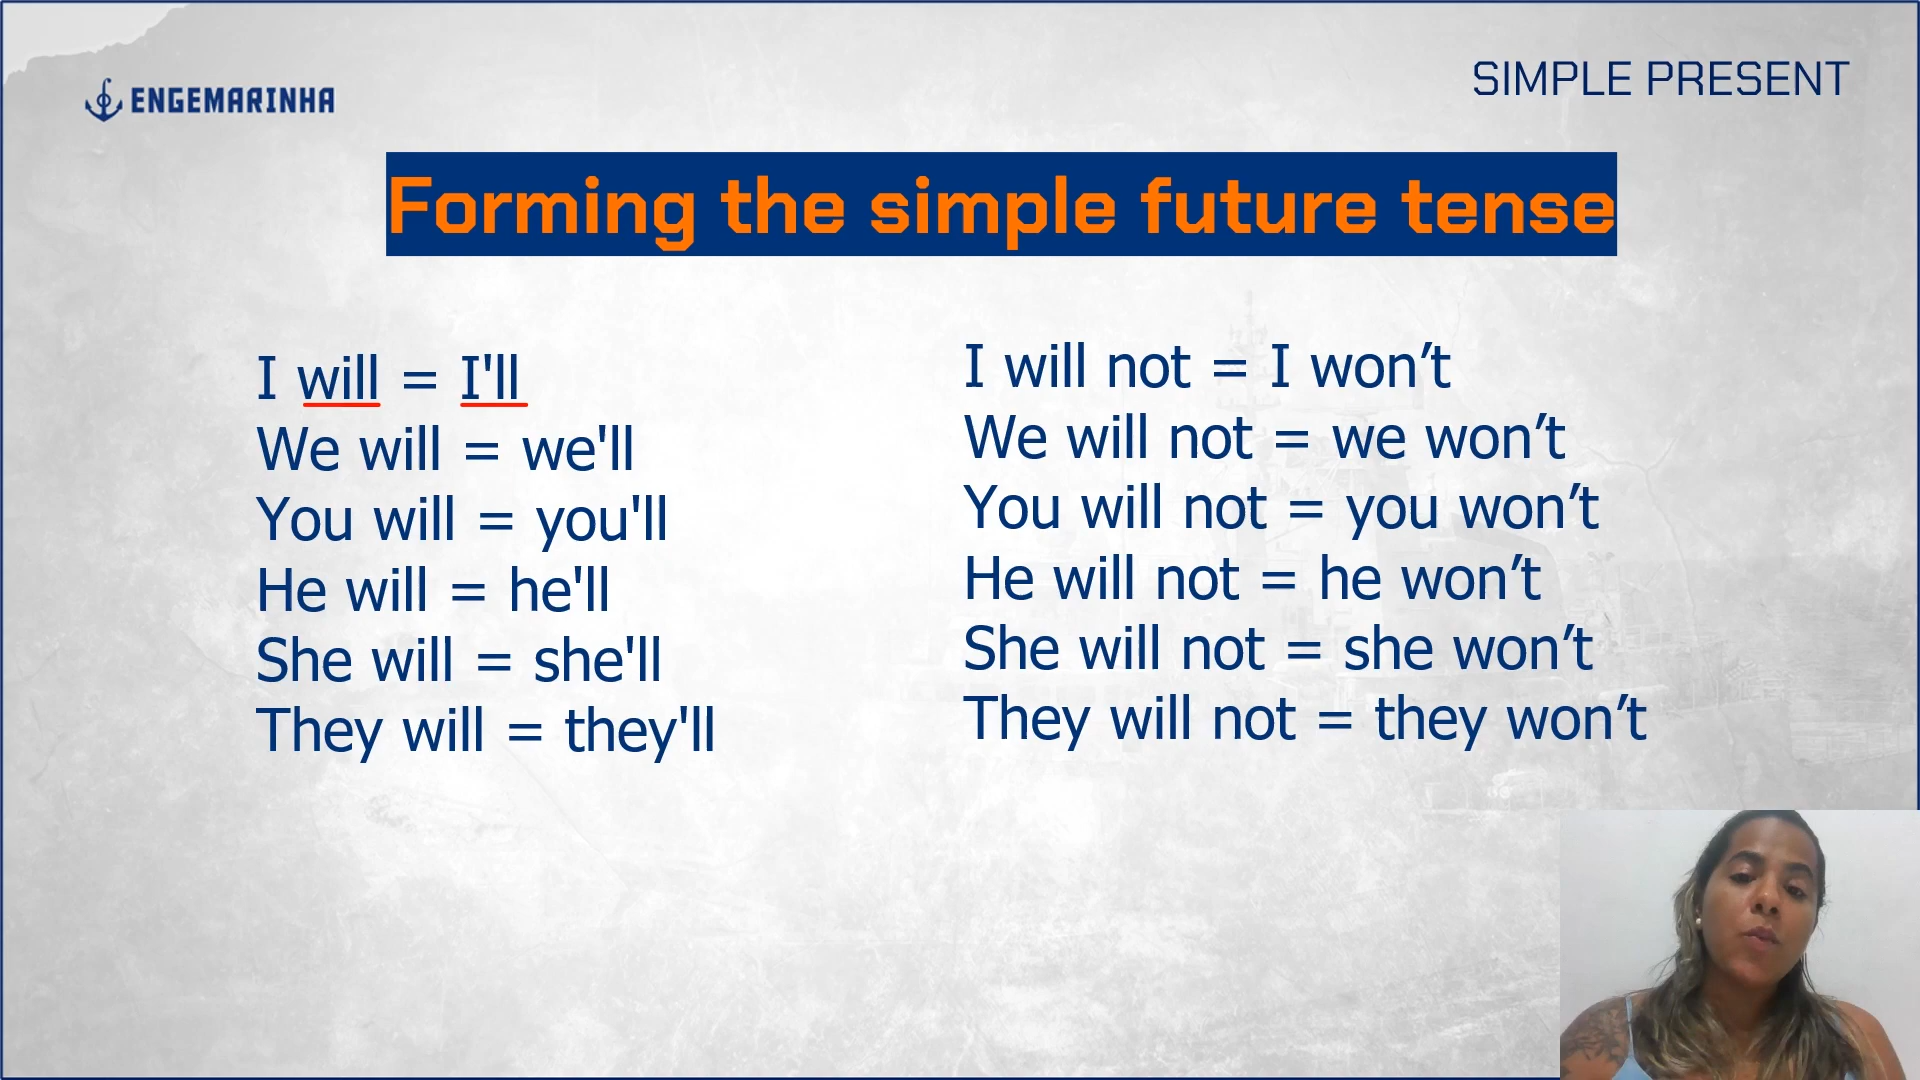 ENGEMARINHA
SIMPLE PRESENT
Forming the simple future tense
I will = I'll
We will = we'll
You will = you'll
He will = he'll
She will = she'll
They will = they'll
I will not = I won’t
We will not = we won’t
You will not = you won’t
He will not = he won’t
She will not = she won’t
They will not = they won’t